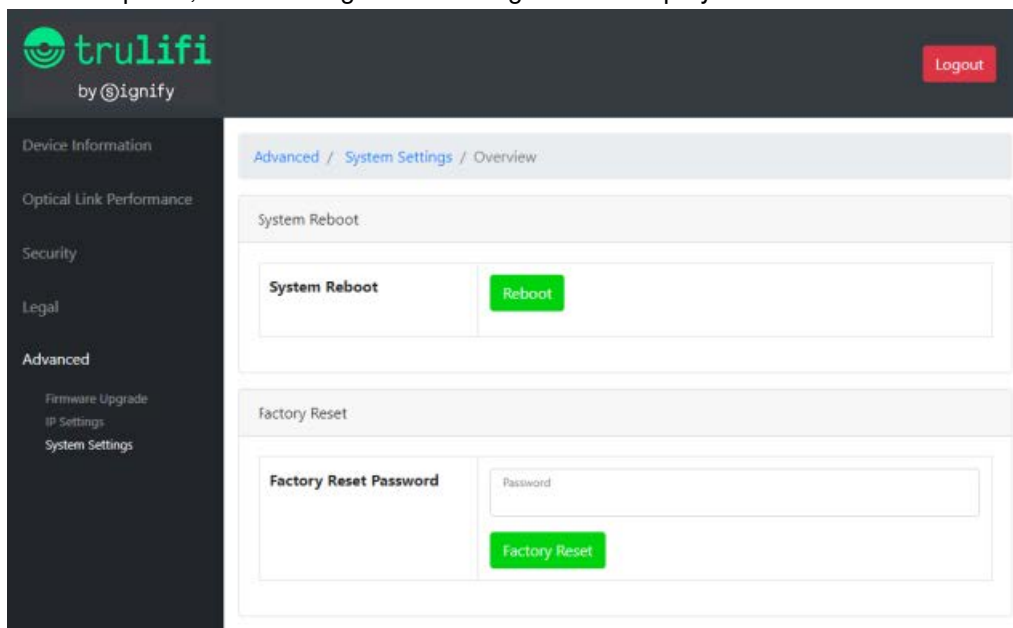 trulifi
by Signify
Logout
Device Information
Optical Link Performance
Security
Legal
Advanced
Firmware Upgrade
IP Settings
System Settings
Advanced / System Settings / Overview
System Reboot
System Reboot
Reboot
Factory Reset
Factory Reset Password
Password
Factory Reset